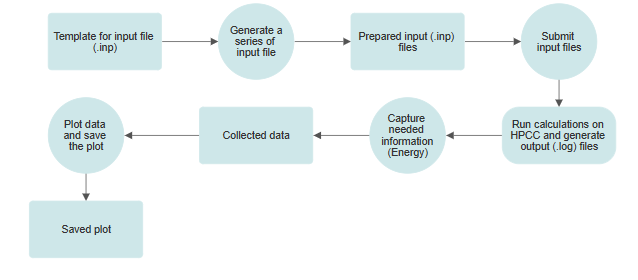 Template for input file
(.inp)
Generate a
series of
input file
Prepared input (.inp)
files
Submit
input files
Plot data
and save
the plot
Collected data
Capture
needed
information
(Energy)
Run calculations on
HPCC and generate
output (.log) files
Saved plot